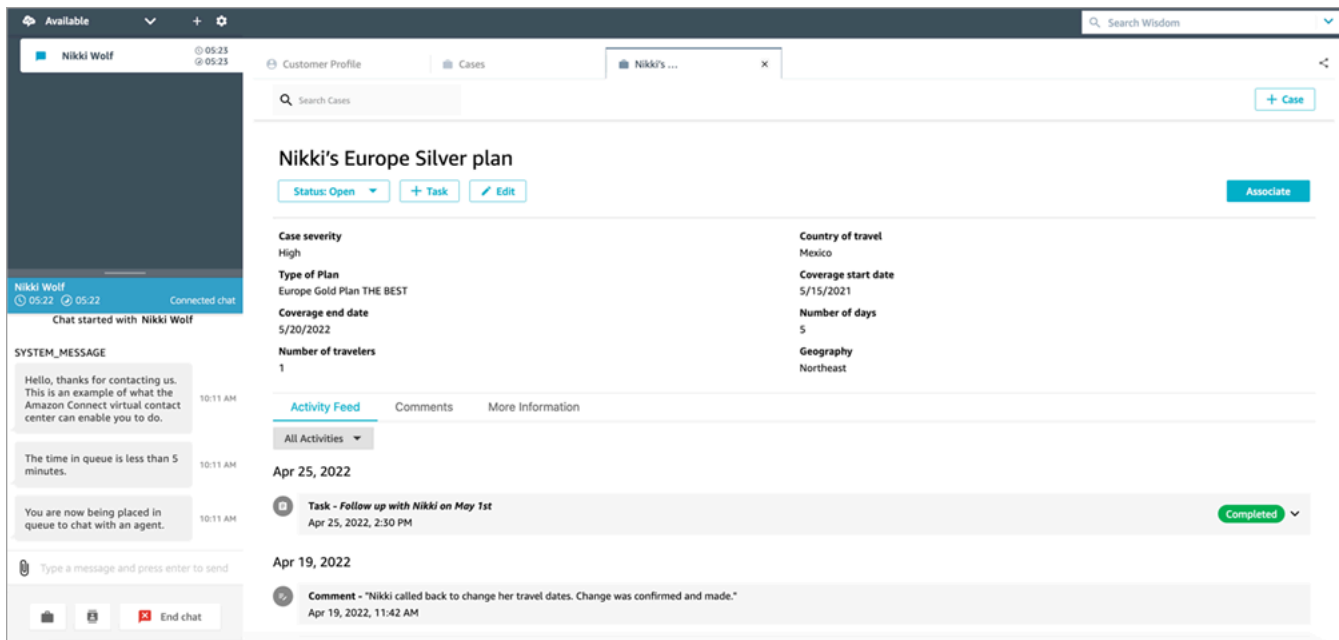 Available
Search Wisdom
Nikki Wolf
05:23
05:23
Customer Profile
Cases
Nikki's ...
Search Cases
+ Case
Nikki's Europe Silver plan
Status: Open
+ Task
Edit
Associate
Case severity
High
Country of travel
Mexico
Type of Plan
Europe Gold Plan THE BEST
Coverage start date
5/15/2021
Coverage end date
5/20/2022
Number of days
5
Number of travelers
1
Geography
Northeast
Activity Feed
Comments
More Information
All Activities
Apr 25, 2022
Task - Follow up with Nikki on May 1st
Apr 25, 2022, 2:30 PM
Completed
Apr 19, 2022
Comment - "Nikki called back to change her travel dates. Change was confirmed and made."
Apr 19, 2022, 11:42 AM
Nikki Wolf
05:22 05:22 Connected chat
Chat started with Nikki Wolf
SYSTEM_MESSAGE
Hello, thanks for contacting us.
This is an example of what the
Amazon Connect virtual contact
center can enable you to do.
10:11 AM
The time in queue is less than 5
minutes.
10:11 AM
You are now being placed in
queue to chat with an agent.
10:11 AM
Type a message and press enter to send
End chat